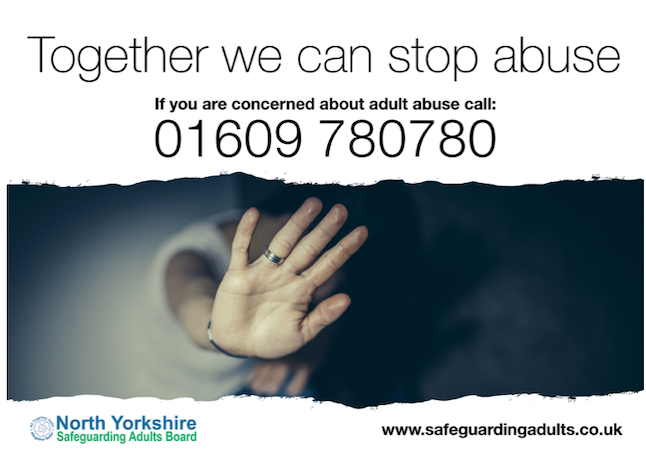 Together we can stop abuse
If you are concerned about adult abuse call:
01609 780780
North Yorkshire
Safeguarding Adults Board
www.safeguardingadults.co.uk